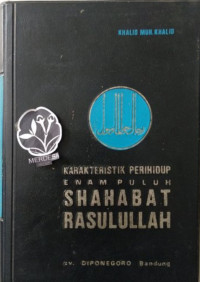 KHALID MUH. KHALID
KARAKTERISTIK PERIHIDUP
ENAM PULUH
SHAHABAT
RASULULLAH
cv. DIPONEGORO Bandung